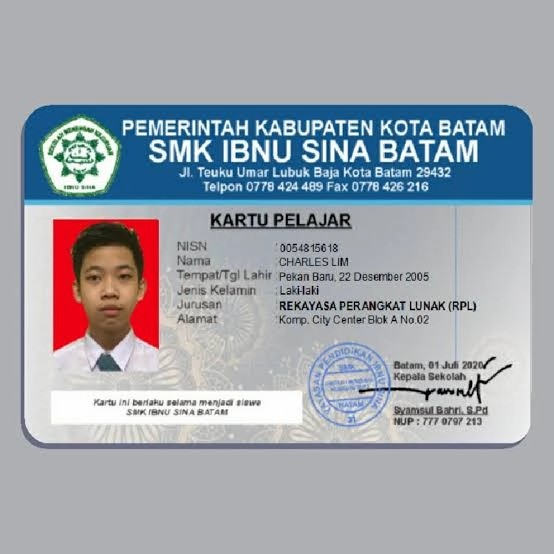 PEMERINTAH KABUPATEN KOTA BATAM
SMK IBNU SINA BATAM
Jl. Teuku Umar Lubuk Baja Kota Batam 29432
Telpon 0778 424 489 Fax 0778 426 216
IBNU SINA
KARTU PELAJAR
NISN : 0054815618
Nama : CHARLES LIM
Tempat/Tgl Lahir : Pekan Baru, 22 Desember 2005
Jenis Kelamin : Laki-laki
Jurusan : REKAYASA PERANGKAT LUNAK (RPL)
Alamat : Komp. City Center Blok A No.02
Kartu ini berlaku selama menjadi siswa
SMK IBNU SINA BATAM
YAYASAN PENDIDIKAN IBNU SINA
SMK
BATAM
Batam, 01 Juli 2020
Kepala Sekolah
Syamsul Bahri, S.Pd
NUP : 777 0797 213